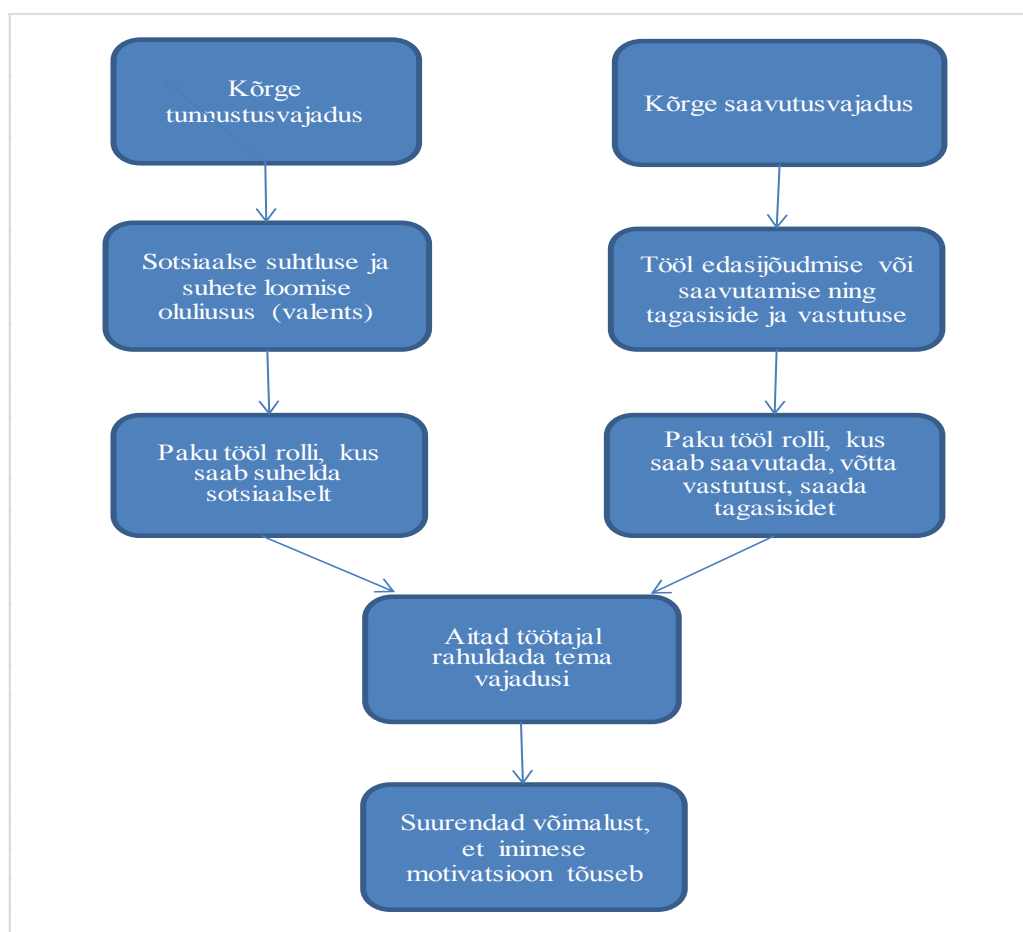 Kõrge
tunnustusvajadus
Kõrge saavutusvajadus
Sotsiaalse suhtluse ja
suhete loomise
oluliusus (valents)
Tööl edasijõudmise või
saavutamise ning
tagasiside ja vastutuse
Paku tööl rolli, kus
saab suhelda
sotsiaalselt
Paku tööl rolli, kus
saab saavutada, võtta
vastutust, saada
tagasisidet
Aitad töötajal
rahuldada tema
vajadusi
Suurendad võimalust,
et inimese
motivatsioon tõuseb